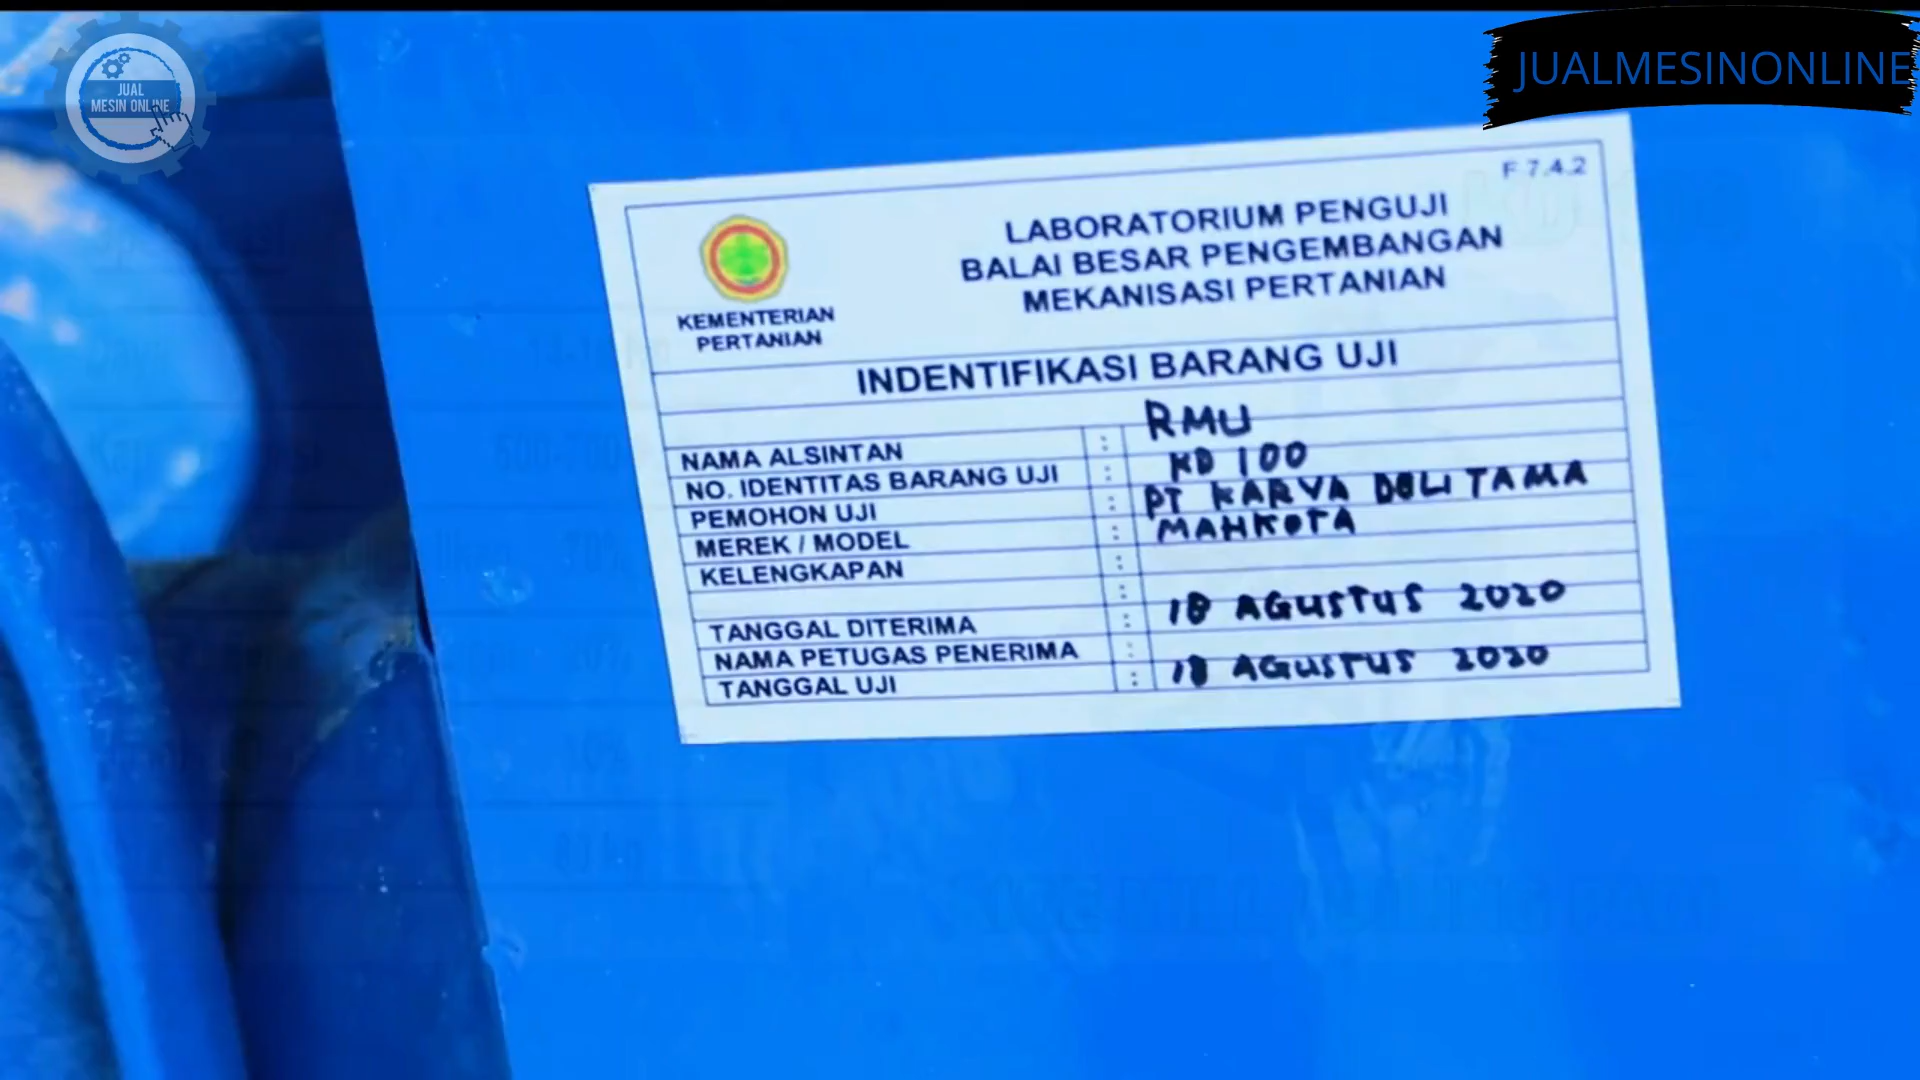 JUAL
MESIN ONLINE
JUALMESINONLINE
F 7.4.2
KEMENTERIAN
PERTANIAN
LABORATORIUM PENGUJI
BALAI BESAR PENGEMBANGAN
MEKANISASI PERTANIAN
INDENTIFIKASI BARANG UJI
NAMA ALSINTAN : RMU
NO. IDENTITAS BARANG UJI : KD 100
PEMOHON UJI : PT KARYA DELI TAMA
MEREK / MODEL : MAHKOTA
KELENGKAPAN :
:
TANGGAL DITERIMA : 18 AGUSTUS 2020
NAMA PETUGAS PENERIMA :
TANGGAL UJI : 18 AGUSTUS 2020